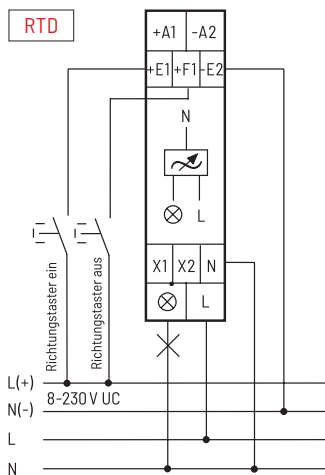 RTD
+A1 -A2
+E1 +F1 -E2
N
L
X1 X2 N
L
Richtungstaster ein
Richtungstaster aus
L(+)
8-230 V UC
N(-)
L
N